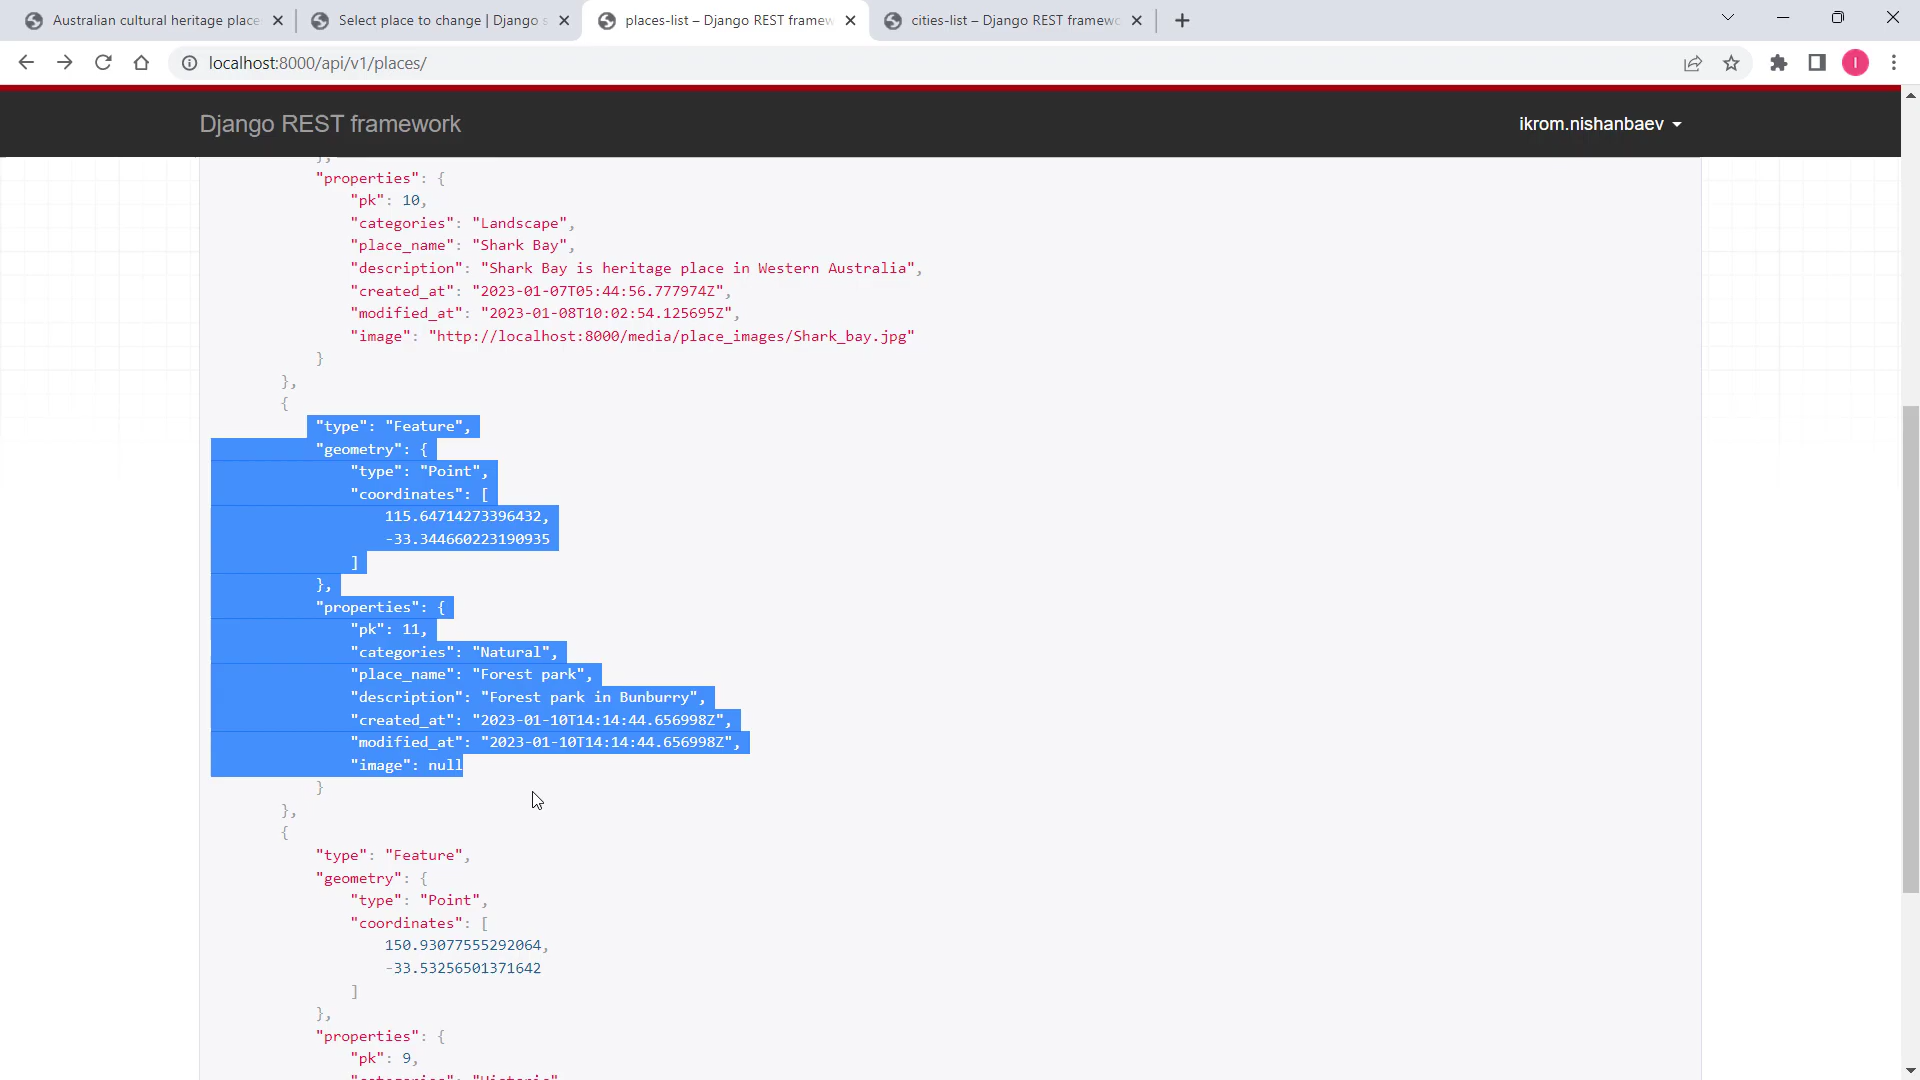 Australian cultural heritage place
Select place to change | Django s
places-list – Django REST framew
cities-list – Django REST framewo
localhost:8000/api/v1/places/
I
Django REST framework
ikrom.nishanbaev
},
"properties": {
"pk": 10,
"categories": "Landscape",
"place_name": "Shark Bay",
"description": "Shark Bay is heritage place in Western Australia",
"created_at": "2023-01-07T05:44:56.777974Z",
"modified_at": "2023-01-08T10:02:54.125695Z",
"image": "http://localhost:8000/media/place_images/Shark_bay.jpg"
}
},
{
"type": "Feature",
"geometry": {
"type": "Point",
"coordinates": [
115.64714273396432,
-33.344660223190935
]
},
"properties": {
"pk": 11,
"categories": "Natural",
"place_name": "Forest park",
"description": "Forest park in Bunburry",
"created_at": "2023-01-10T14:14:44.656998Z",
"modified_at": "2023-01-10T14:14:44.656998Z",
"image": null
}
},
{
"type": "Feature",
"geometry": {
"type": "Point",
"coordinates": [
150.93077555292064,
-33.53256501371642
]
},
"properties": {
"pk": 9,
"categories": "Historic"